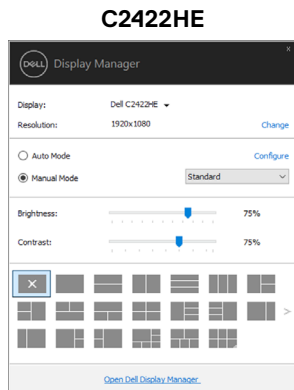 C2422HE
x
DELL Display Manager
Display: Dell C2422HE
Resolution: 1920x1080 Change
Auto Mode Configure
Manual Mode Standard
Brightness: 75%
Contrast: 75%
Open Dell Display Manager